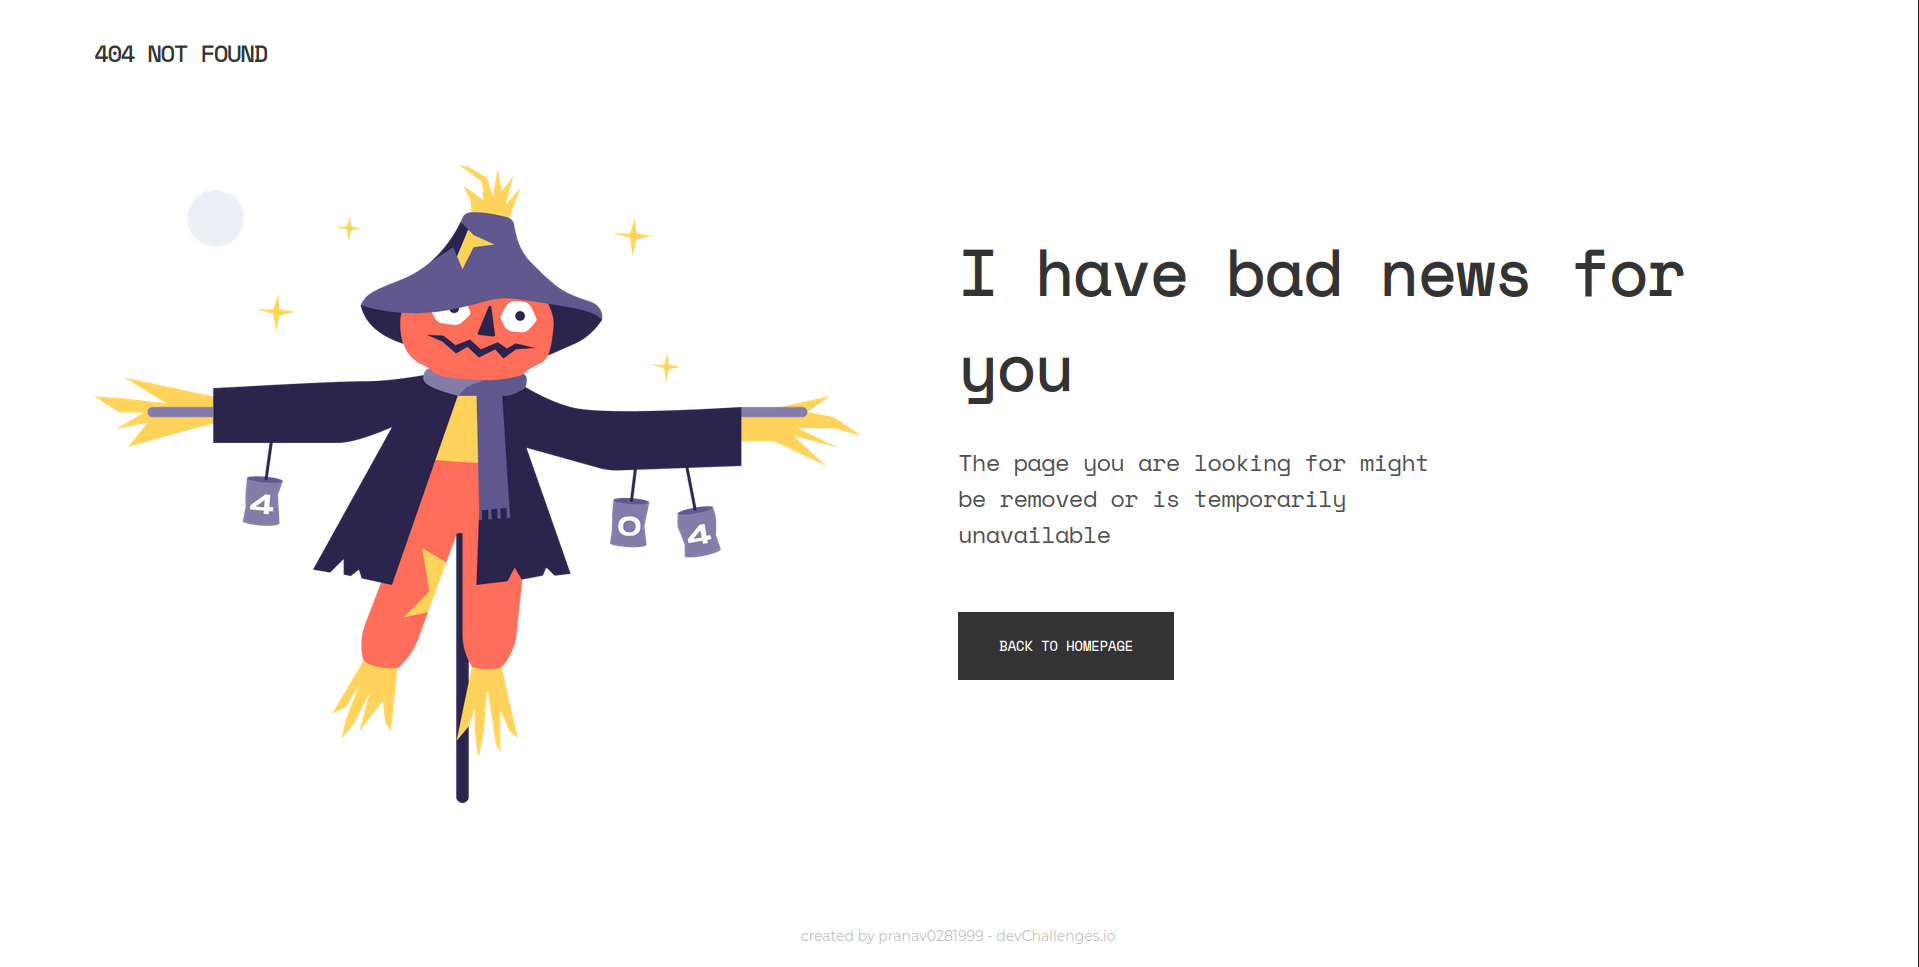 404 NOT FOUND
4
0
4
I have bad news for
you
The page you are looking for might
be removed or is temporarily
unavailable
BACK TO HOMEPAGE
created by pranav0281999 - devChallenges.io